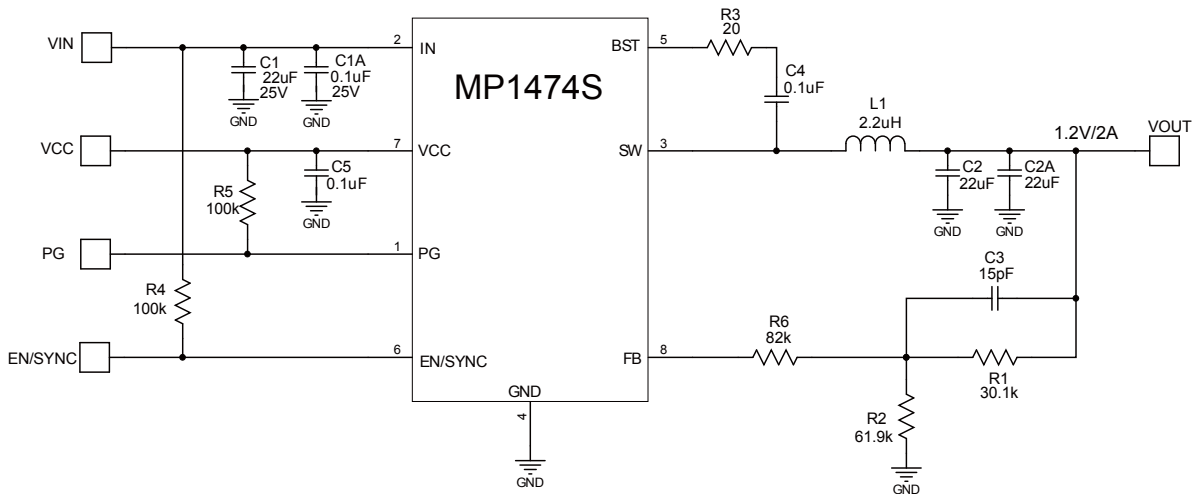 VIN
2
IN
C1
22uF
25V
GND
C1A
0.1uF
25V
GND
VCC
7
VCC
C5
0.1uF
GND
R5
100k
PG
1
PG
R4
100k
EN/SYNC
6
EN/SYNC
MP1474S
GND
4
GND
BST
5
R3
20
C4
0.1uF
SW
3
L1
2.2uH
1.2V/2A
VOUT
C2
22uF
GND
C2A
22uF
GND
C3
15pF
FB
8
R6
82k
R1
30.1k
R2
61.9k
GND